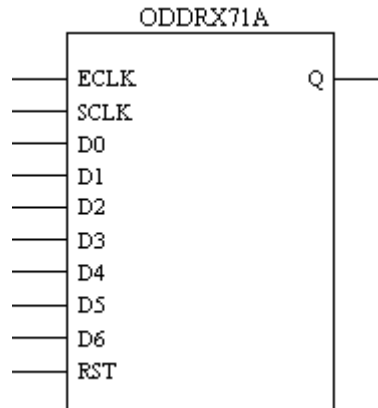 ODDRX71A
ECLK Q
SCLK
D0
D1
D2
D3
D4
D5
D6
RST